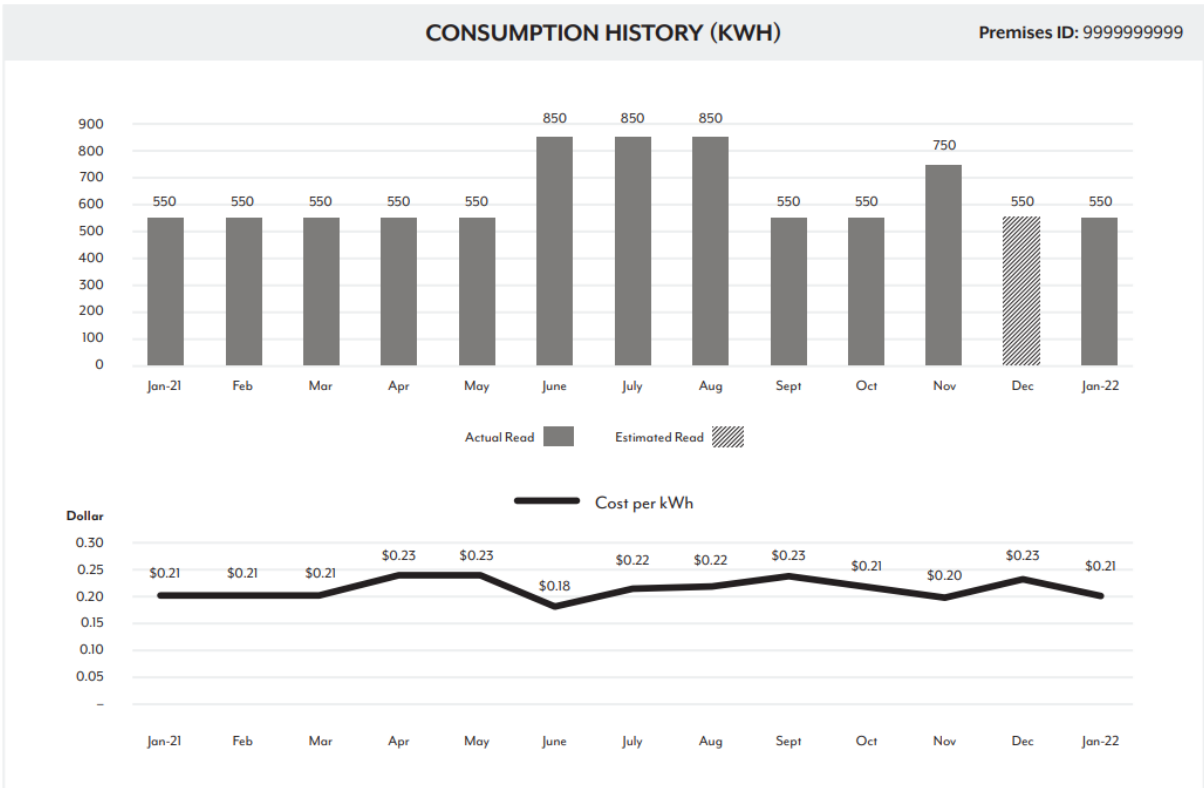 CONSUMPTION HISTORY (KWH) Premises ID: 9999999999
850 850 850
900
750
800
700
550 550 550 550 550 550 550 550 550
600
500
400
300
200
100
0
Jan-21 Feb Mar Apr May June July Aug Sept Oct Nov Dec Jan-22
Actual Read Estimated Read
Cost per kWh
Dollar
0.30
$0.21 $0.21 $0.21 $0.23 $0.23 $0.18 $0.22 $0.22 $0.23 $0.21 $0.20 $0.23 $0.21
0.25
0.20
0.15
0.10
0.05
–
Jan-21 Feb Mar Apr May June July Aug Sept Oct Nov Dec Jan-22